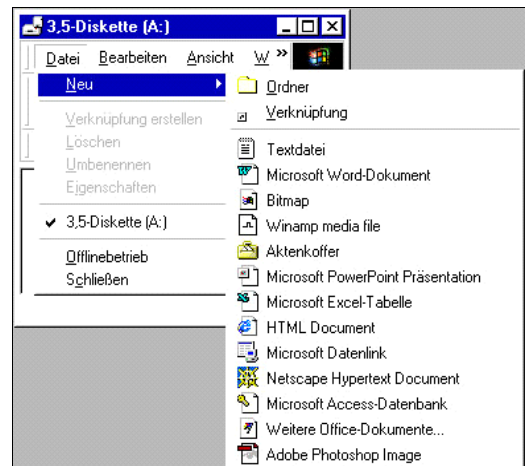 3,5-Diskette (A:)
Datei Bearbeiten Ansicht W »
Neu
Verknüpfung erstellen
Löschen
Umbenennen
Eigenschaften
3,5-Diskette (A:)
Offlinebetrieb
Schließen
Ordner
Verknüpfung
Textdatei
Microsoft Word-Dokument
Bitmap
Winamp media file
Aktenkoffer
Microsoft PowerPoint Präsentation
Microsoft Excel-Tabelle
HTML Document
Microsoft Datenlink
Netscape Hypertext Document
Microsoft Access-Datenbank
Weitere Office-Dokumente...
Adobe Photoshop Image